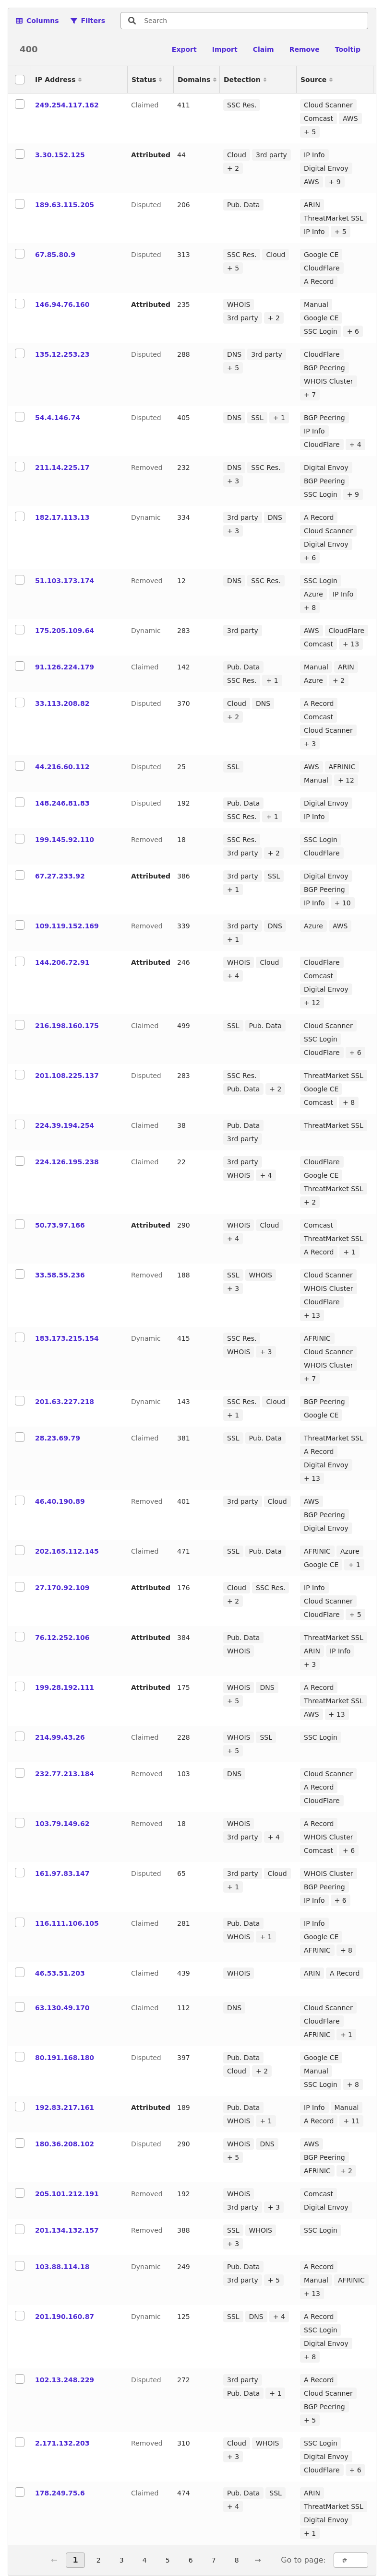 Columns Filters Search
400 Export Import Claim Remove Tooltip
IP Address Status Domains Detection Source
249.254.117.162 Claimed 411 SSC Res. Cloud Scanner
Comcast AWS
+ 5
3.30.152.125 Attributed 44 Cloud 3rd party IP Info
+ 2 Digital Envoy
AWS + 9
189.63.115.205 Disputed 206 Pub. Data ARIN
ThreatMarket SSL
IP Info + 5
67.85.80.9 Disputed 313 SSC Res. Cloud Google CE
+ 5 CloudFlare
A Record
146.94.76.160 Attributed 235 WHOIS Manual
3rd party + 2 Google CE
SSC Login + 6
135.12.253.23 Disputed 288 DNS 3rd party CloudFlare
+ 5 BGP Peering
WHOIS Cluster
+ 7
54.4.146.74 Disputed 405 DNS SSL + 1 BGP Peering
IP Info
CloudFlare + 4
211.14.225.17 Removed 232 DNS SSC Res. Digital Envoy
+ 3 BGP Peering
SSC Login + 9
182.17.113.13 Dynamic 334 3rd party DNS A Record
+ 3 Cloud Scanner
Digital Envoy
+ 6
51.103.173.174 Removed 12 DNS SSC Res. SSC Login
Azure IP Info
+ 8
175.205.109.64 Dynamic 283 3rd party AWS CloudFlare
Comcast + 13
91.126.224.179 Claimed 142 Pub. Data Manual ARIN
SSC Res. + 1 Azure + 2
33.113.208.82 Disputed 370 Cloud DNS A Record
+ 2 Comcast
Cloud Scanner
+ 3
44.216.60.112 Disputed 25 SSL AWS AFRINIC
Manual + 12
148.246.81.83 Disputed 192 Pub. Data Digital Envoy
SSC Res. + 1 IP Info
199.145.92.110 Removed 18 SSC Res. SSC Login
3rd party + 2 CloudFlare
67.27.233.92 Attributed 386 3rd party SSL Digital Envoy
+ 1 BGP Peering
IP Info + 10
109.119.152.169 Removed 339 3rd party DNS Azure AWS
+ 1
144.206.72.91 Attributed 246 WHOIS Cloud CloudFlare
+ 4 Comcast
Digital Envoy
+ 12
216.198.160.175 Claimed 499 SSL Pub. Data Cloud Scanner
SSC Login
CloudFlare + 6
201.108.225.137 Disputed 283 SSC Res. ThreatMarket SSL
Pub. Data + 2 Google CE
Comcast + 8
224.39.194.254 Claimed 38 Pub. Data ThreatMarket SSL
3rd party
224.126.195.238 Claimed 22 3rd party CloudFlare
WHOIS + 4 Google CE
ThreatMarket SSL
+ 2
50.73.97.166 Attributed 290 WHOIS Cloud Comcast
+ 4 ThreatMarket SSL
A Record + 1
33.58.55.236 Removed 188 SSL WHOIS Cloud Scanner
+ 3 WHOIS Cluster
CloudFlare
+ 13
183.173.215.154 Dynamic 415 SSC Res. AFRINIC
WHOIS + 3 Cloud Scanner
WHOIS Cluster
+ 7
201.63.227.218 Dynamic 143 SSC Res. Cloud BGP Peering
+ 1 Google CE
28.23.69.79 Claimed 381 SSL Pub. Data ThreatMarket SSL
A Record
Digital Envoy
+ 13
46.40.190.89 Removed 401 3rd party Cloud AWS
BGP Peering
Digital Envoy
202.165.112.145 Claimed 471 SSL Pub. Data AFRINIC Azure
Google CE + 1
27.170.92.109 Attributed 176 Cloud SSC Res. IP Info
+ 2 Cloud Scanner
CloudFlare + 5
76.12.252.106 Attributed 384 Pub. Data ThreatMarket SSL
WHOIS ARIN IP Info
+ 3
199.28.192.111 Attributed 175 WHOIS DNS A Record
+ 5 ThreatMarket SSL
AWS + 13
214.99.43.26 Claimed 228 WHOIS SSL SSC Login
+ 5
232.77.213.184 Removed 103 DNS Cloud Scanner
A Record
CloudFlare
103.79.149.62 Removed 18 WHOIS A Record
3rd party + 4 WHOIS Cluster
Comcast + 6
161.97.83.147 Disputed 65 3rd party Cloud WHOIS Cluster
+ 1 BGP Peering
IP Info + 6
116.111.106.105 Claimed 281 Pub. Data IP Info
WHOIS + 1 Google CE
AFRINIC + 8
46.53.51.203 Claimed 439 WHOIS ARIN A Record
63.130.49.170 Claimed 112 DNS Cloud Scanner
CloudFlare
AFRINIC + 1
80.191.168.180 Disputed 397 Pub. Data Google CE
Cloud + 2 Manual
SSC Login + 8
192.83.217.161 Attributed 189 Pub. Data IP Info Manual
WHOIS + 1 A Record + 11
180.36.208.102 Disputed 290 WHOIS DNS AWS
+ 5 BGP Peering
AFRINIC + 2
205.101.212.191 Removed 192 WHOIS Comcast
3rd party + 3 Digital Envoy
201.134.132.157 Removed 388 SSL WHOIS SSC Login
+ 3
103.88.114.18 Dynamic 249 Pub. Data A Record
3rd party + 5 Manual AFRINIC
+ 13
201.190.160.87 Dynamic 125 SSL DNS + 4 A Record
SSC Login
Digital Envoy
+ 8
102.13.248.229 Disputed 272 3rd party A Record
Pub. Data + 1 Cloud Scanner
BGP Peering
+ 5
2.171.132.203 Removed 310 Cloud WHOIS SSC Login
+ 3 Digital Envoy
CloudFlare + 6
178.249.75.6 Claimed 474 Pub. Data SSL ARIN
+ 4 ThreatMarket SSL
Digital Envoy
+ 1
← 1 2 3 4 5 6 7 8 → Go to page: #